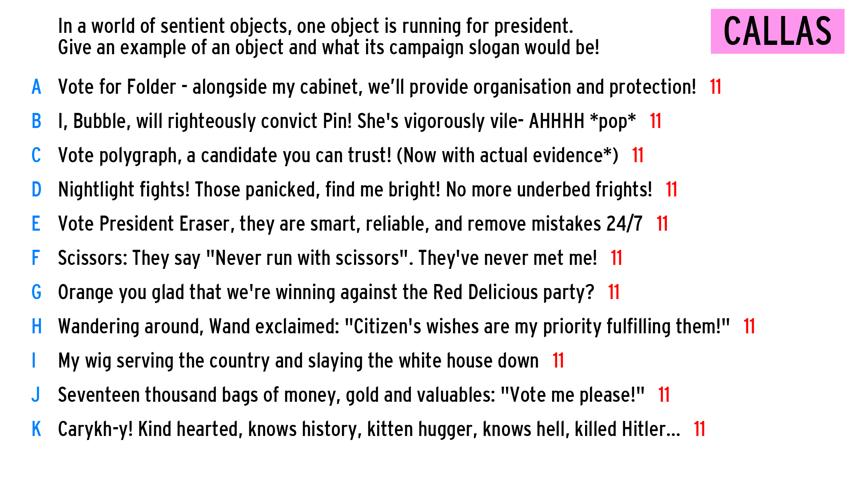 In a world of sentient objects, one object is running for president.
Give an example of an object and what its campaign slogan would be!
CALLAS
A Vote for Folder - alongside my cabinet, we'll provide organisation and protection! 11
B I, Bubble, will righteously convict Pin! She's vigorously vile- AHHHH *pop* 11
C Vote polygraph, a candidate you can trust! (Now with actual evidence*) 11
D Nightlight fights! Those panicked, find me bright! No more underbed frights! 11
E Vote President Eraser, they are smart, reliable, and remove mistakes 24/7 11
F Scissors: They say "Never run with scissors". They've never met me! 11
G Orange you glad that we're winning against the Red Delicious party? 11
H Wandering around, Wand exclaimed: "Citizen's wishes are my priority fulfilling them!" 11
I My wig serving the country and slaying the white house down 11
J Seventeen thousand bags of money, gold and valuables: "Vote me please!" 11
K Carykh-y! Kind hearted, knows history, kitten hugger, knows hell, killed Hitler... 11